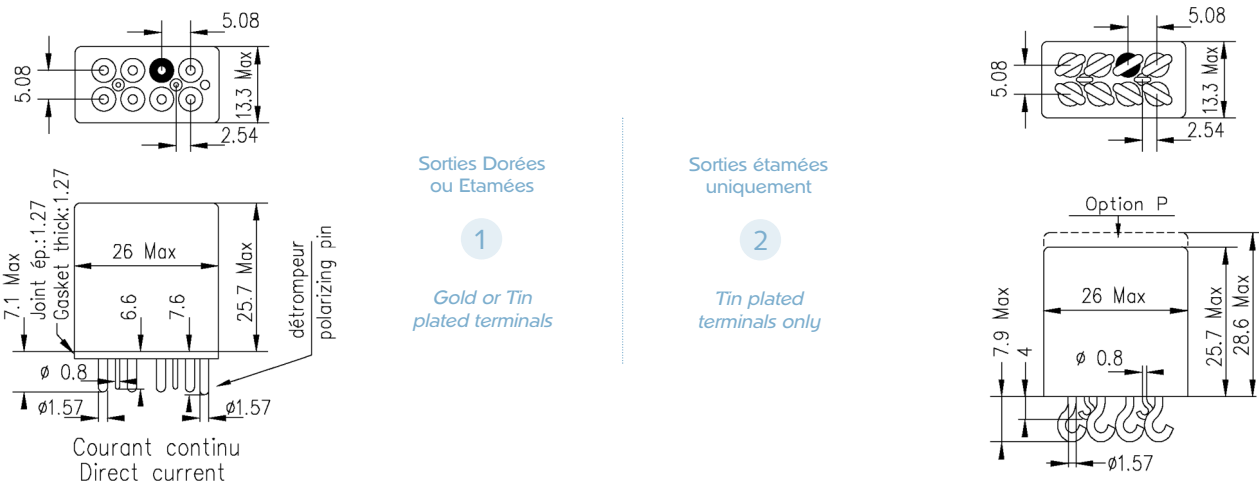 5.08
5.08
13.3 Max
2.54
7.1 Max
Joint ép.:1.27
Gasket thick:1.27
26 Max
6.6
7.6
25.7 Max
détrompeur
polarizing pin
ø 0.8
ø1.57
ø1.57
Courant continu
Direct current
Sorties Dorées
ou Etamées
1
Gold or Tin
plated terminals
Sorties étamées
uniquement
2
Tin plated
terminals only
5.08
5.08
13.3 Max
2.54
Option P
26 Max
7.9 Max
4
ø 0.8
25.7 Max
28.6 Max
ø1.57